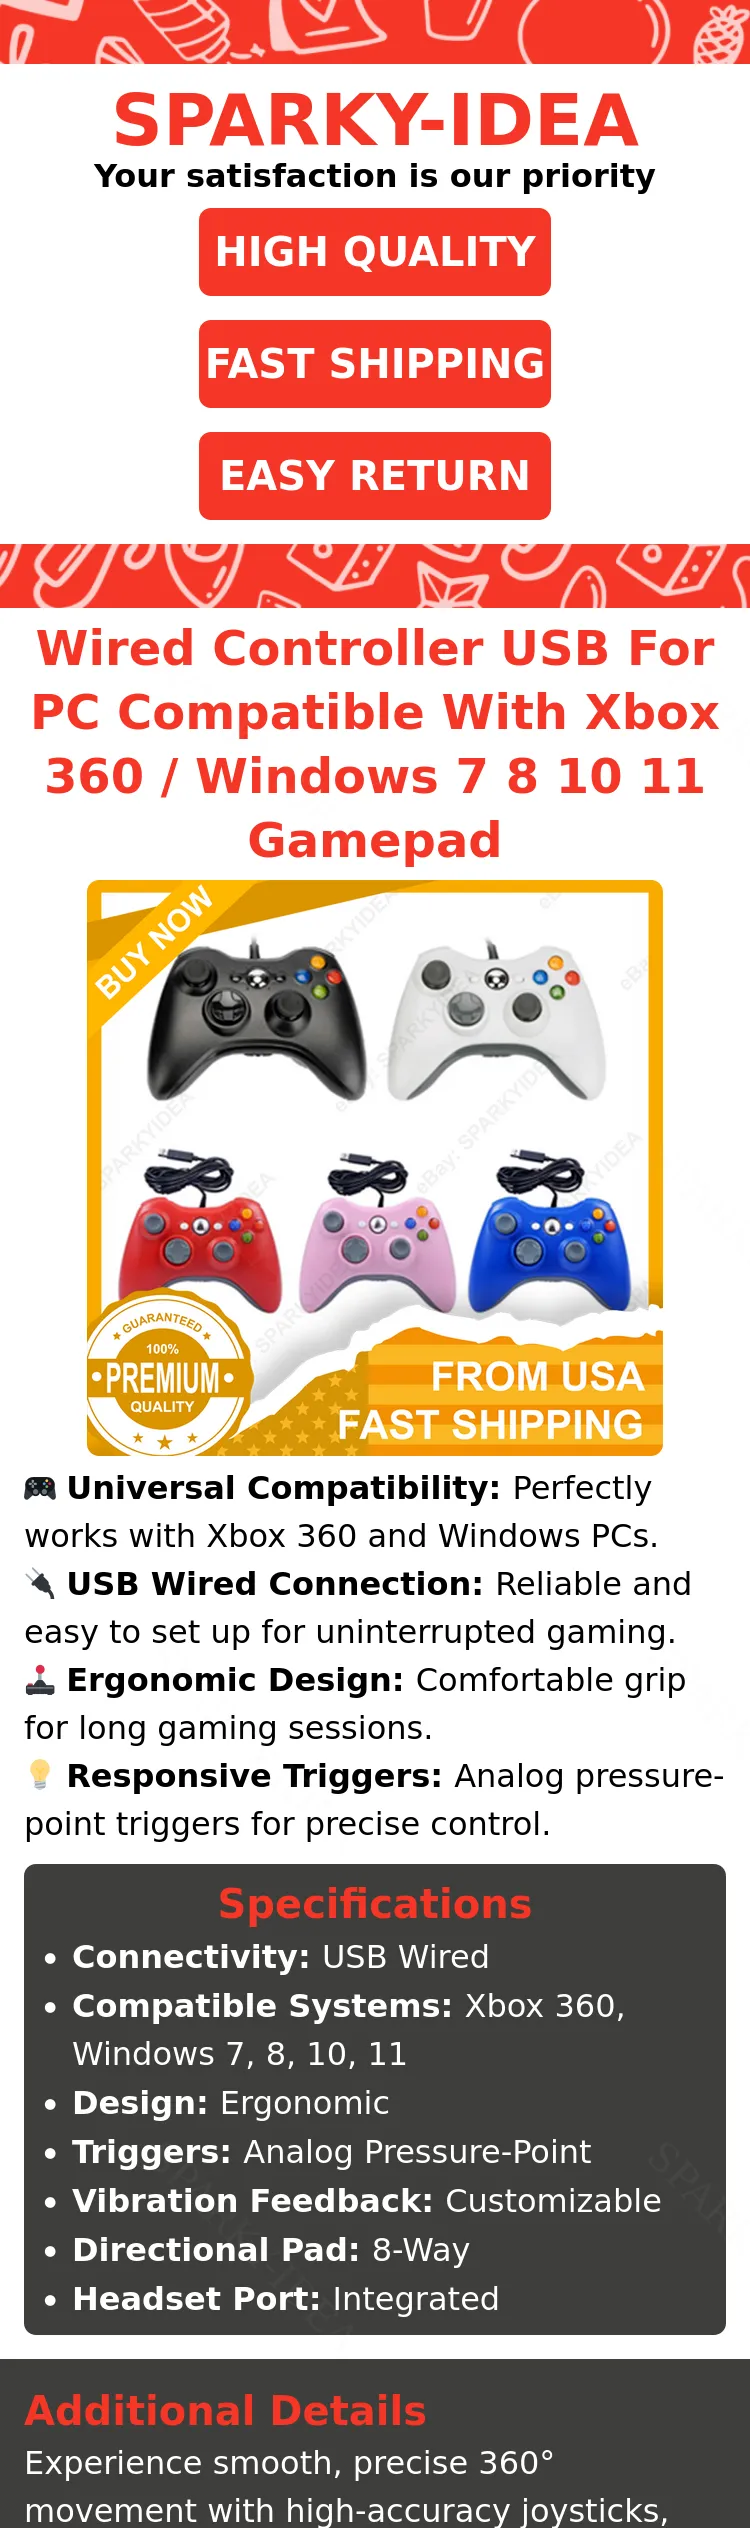 SPARKY-IDEA
Your satisfaction is our priority
HIGH QUALITY
FAST SHIPPING
EASY RETURN
Wired Controller USB For
PC Compatible With Xbox
360 / Windows 7 8 10 11
Gamepad
BUY NOW
GUARANTEED
100%
PREMIUM
QUALITY
FROM USA
FAST SHIPPING
eBay: SPARKYIDEA
🎮 Universal Compatibility: Perfectly
works with Xbox 360 and Windows PCs.
🔌 USB Wired Connection: Reliable and
easy to set up for uninterrupted gaming.
🕹️ Ergonomic Design: Comfortable grip
for long gaming sessions.
💡 Responsive Triggers: Analog pressure-
point triggers for precise control.
Specifications
• Connectivity: USB Wired
• Compatible Systems: Xbox 360,
Windows 7, 8, 10, 11
• Design: Ergonomic
• Triggers: Analog Pressure-Point
• Vibration Feedback: Customizable
• Directional Pad: 8-Way
• Headset Port: Integrated
Additional Details
Experience smooth, precise 360°
movement with high-accuracy joysticks,